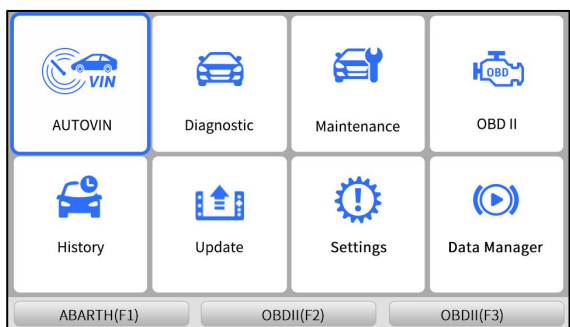 VIN
OBD
AUTOVIN
Diagnostic
Maintenance
OBD II
History
Update
Settings
Data Manager
ABARTH(F1)
OBDII(F2)
OBDII(F3)